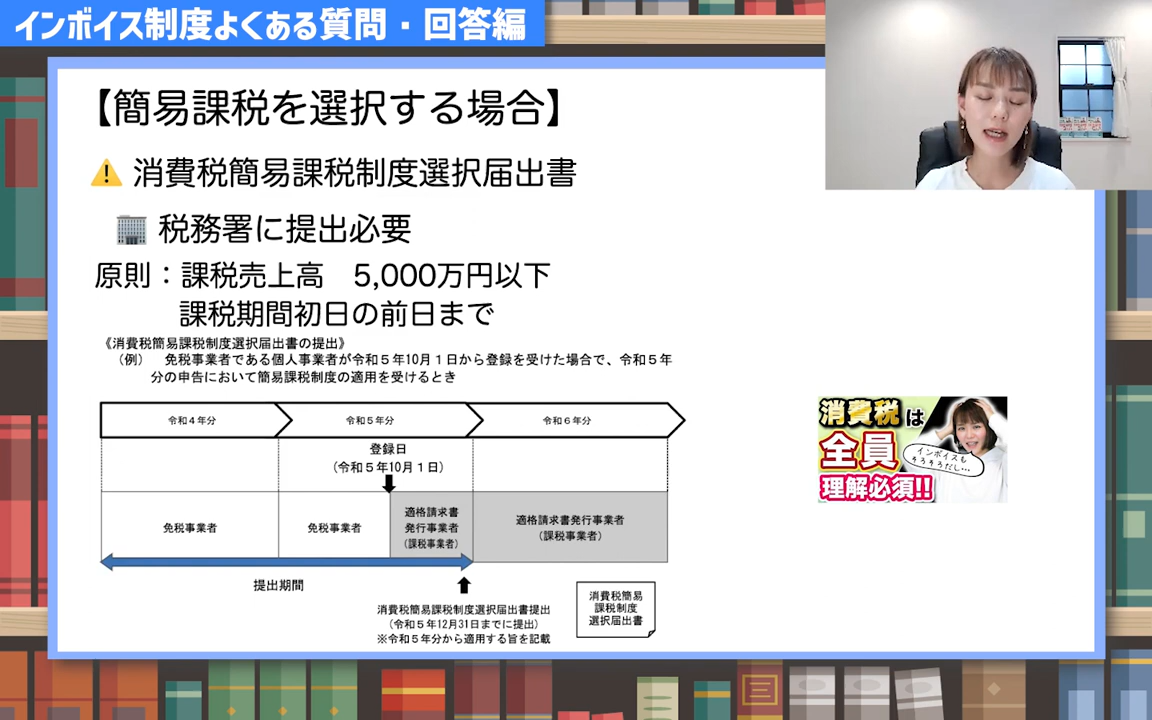 インボイス制度よくある質問・回答編
【簡易課税を選択する場合】
消費税簡易課税制度選択届出書
税務署に提出必要
原則：課税売上高　5,000万円以下
課税期間初日の前日まで
《消費税簡易課税制度選択届出書の提出》
（例）　免税事業者である個人事業者が令和５年10月１日から登録を受けた場合で、令和５年
分の申告において簡易課税制度の適用を受けるとき
令和４年分
令和５年分
令和６年分
登録日
（令和５年10月１日）
免税事業者
免税事業者
適格請求書
発行事業者
（課税事業者）
適格請求書発行事業者
（課税事業者）
提出期間
消費税簡易課税制度選択届出書提出
（令和５年12月31日までに提出）
※令和５年分から適用する旨を記載
消費税簡易
課税制度
選択届出書
消費税は
全員
理解必須!!
インボイスも
そろそろだし…